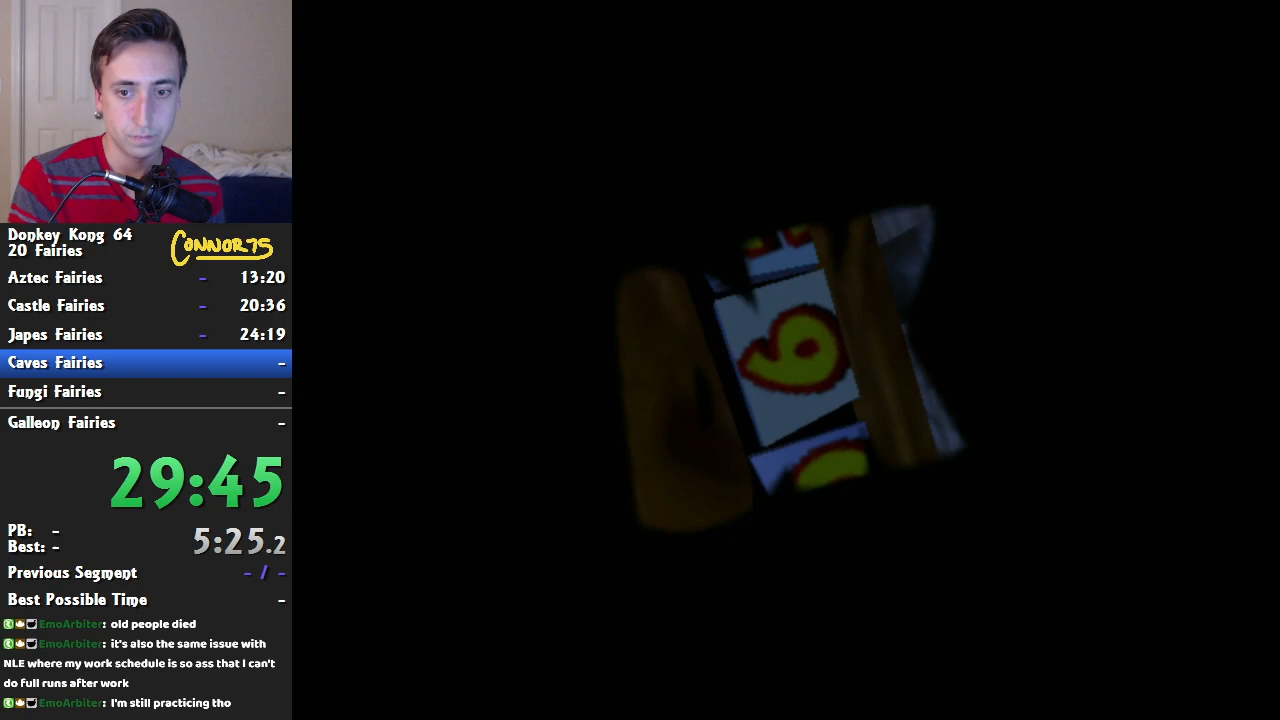 Donkey Kong 64
20 Fairies
CONNOR75
Aztec Fairies - 13:20
Castle Fairies - 20:36
Japes Fairies - 24:19
Caves Fairies -
Fungi Fairies -
Galleon Fairies -
29:45
PB: -
Best: -
5:25.2
Previous Segment - / -
Best Possible Time -
EmoArbiter: old people died
EmoArbiter: it's also the same issue with
NLE where my work schedule is so ass that I can't
do full runs after work
EmoArbiter: I'm still practicing tho
6